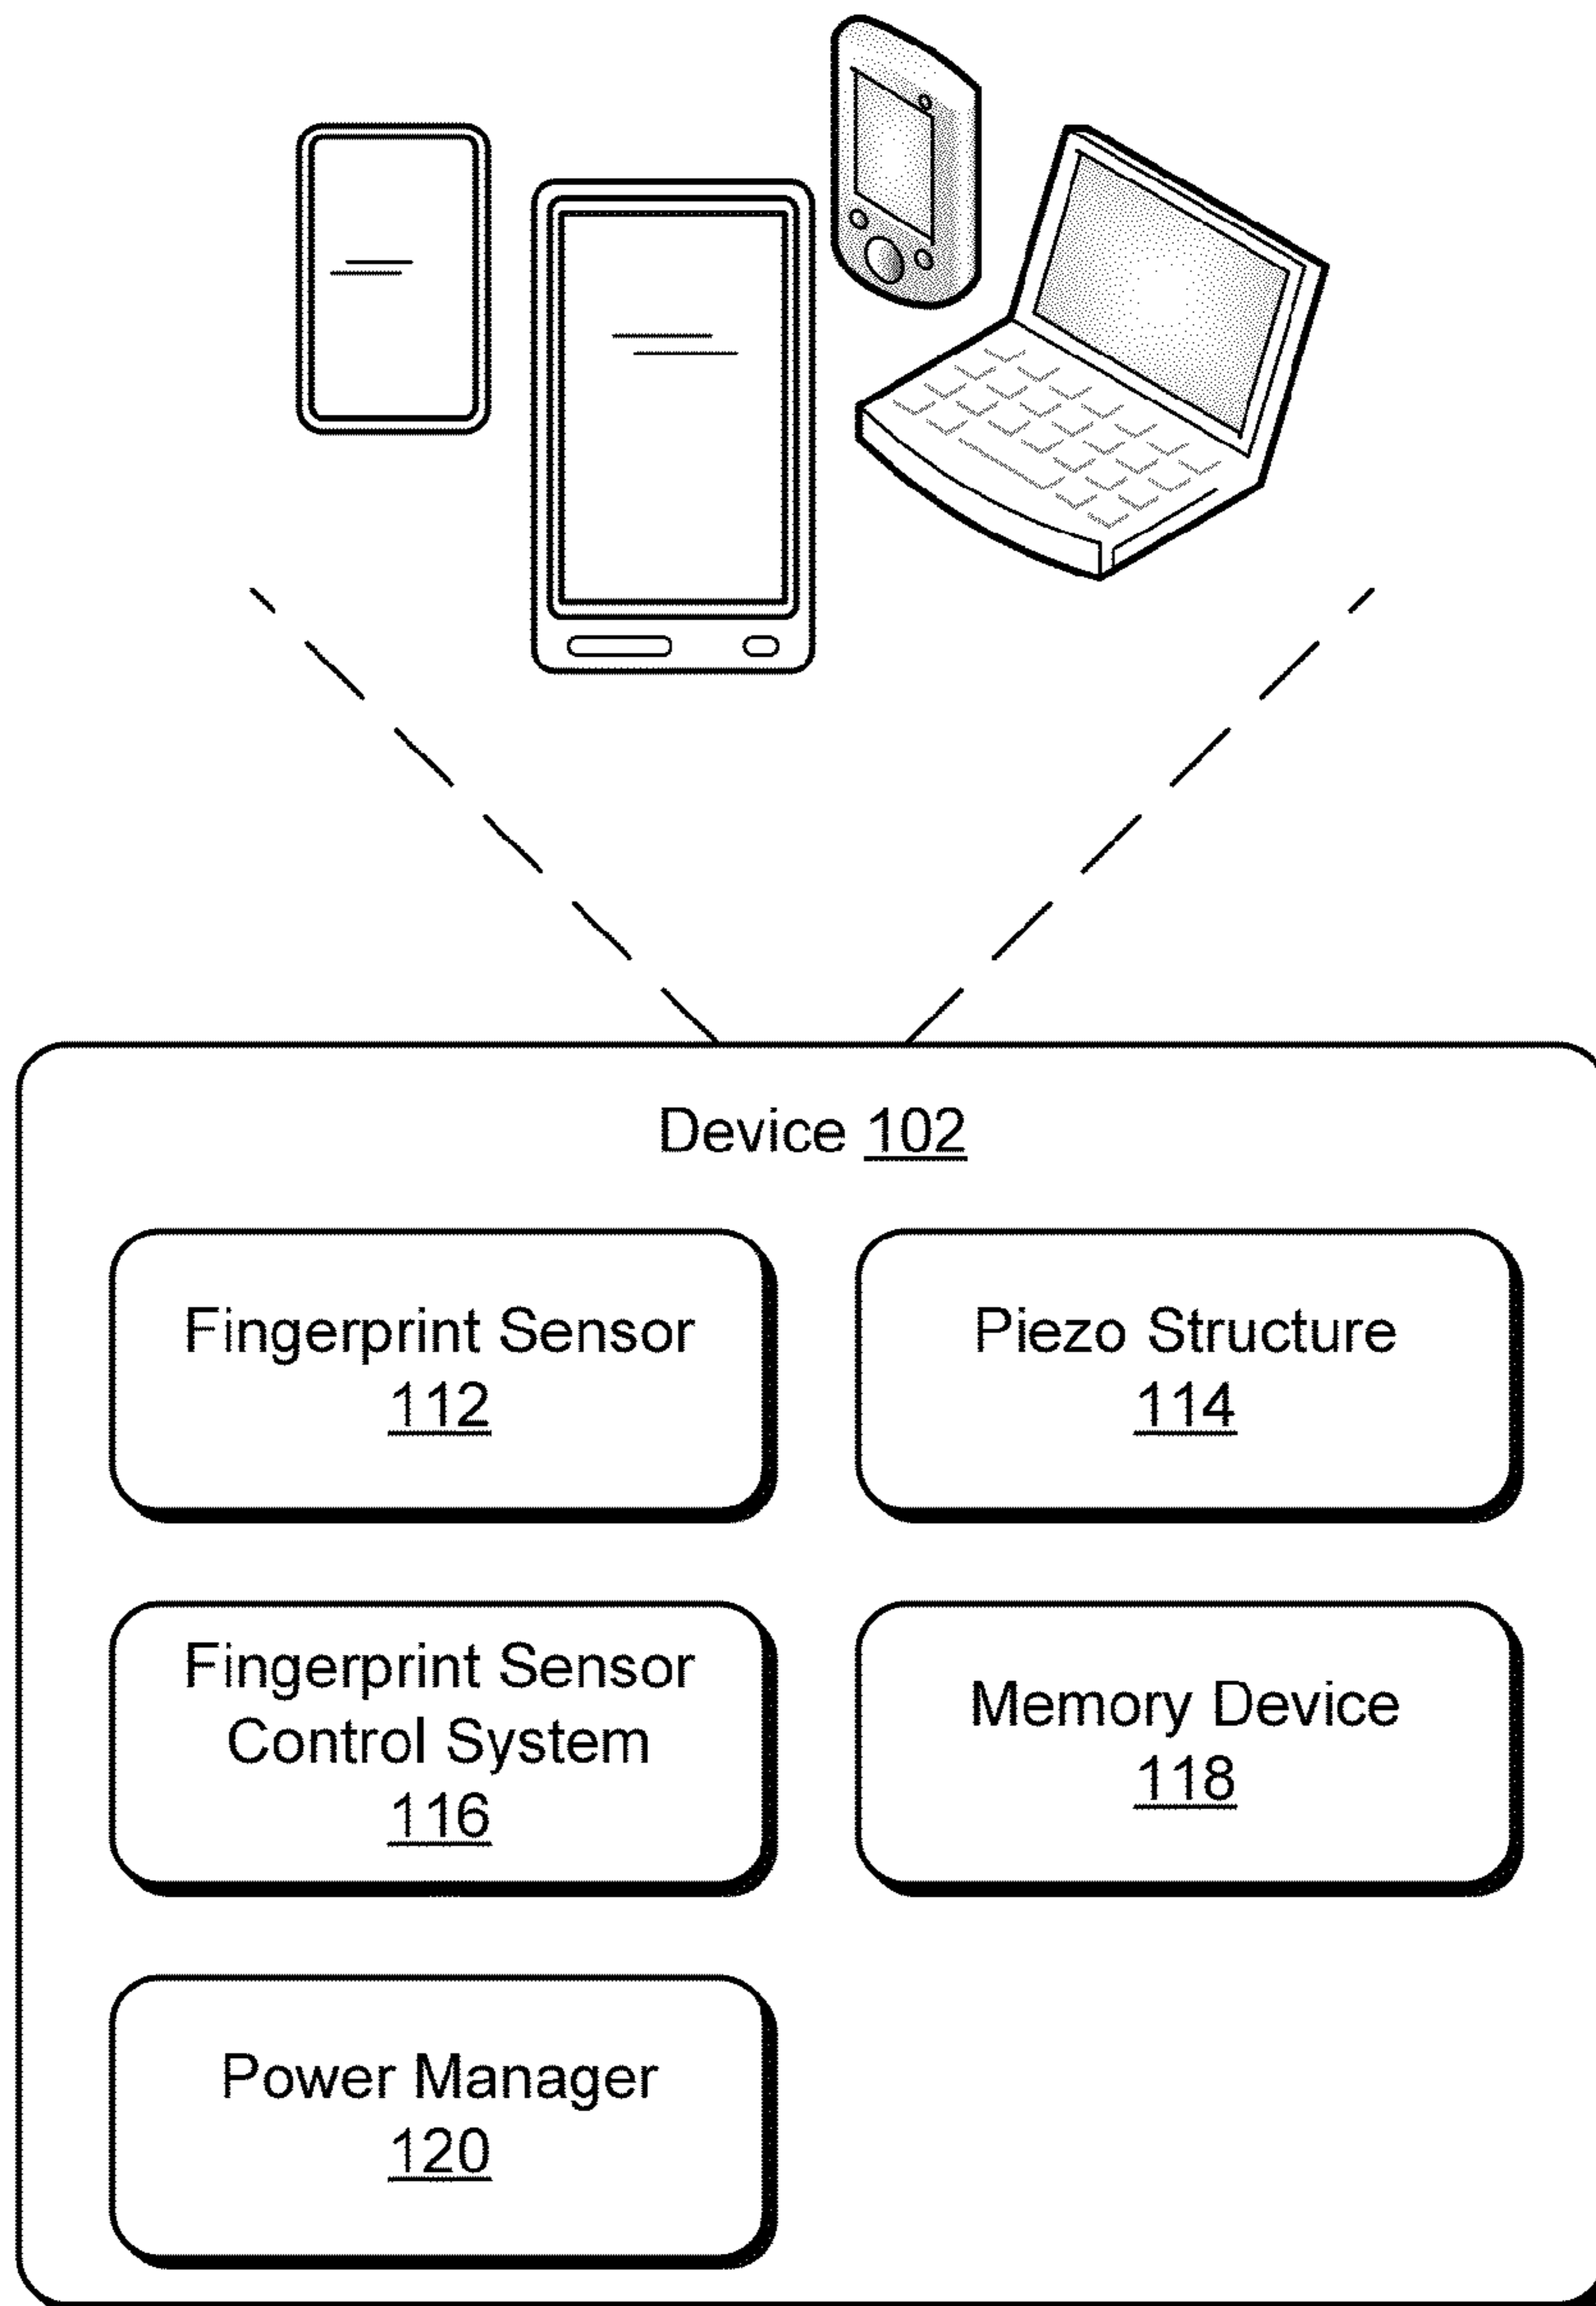 Device 102
Fingerprint Sensor
112
Piezo Structure
114
Fingerprint Sensor
Control System
116
Memory Device
118
Power Manager
120